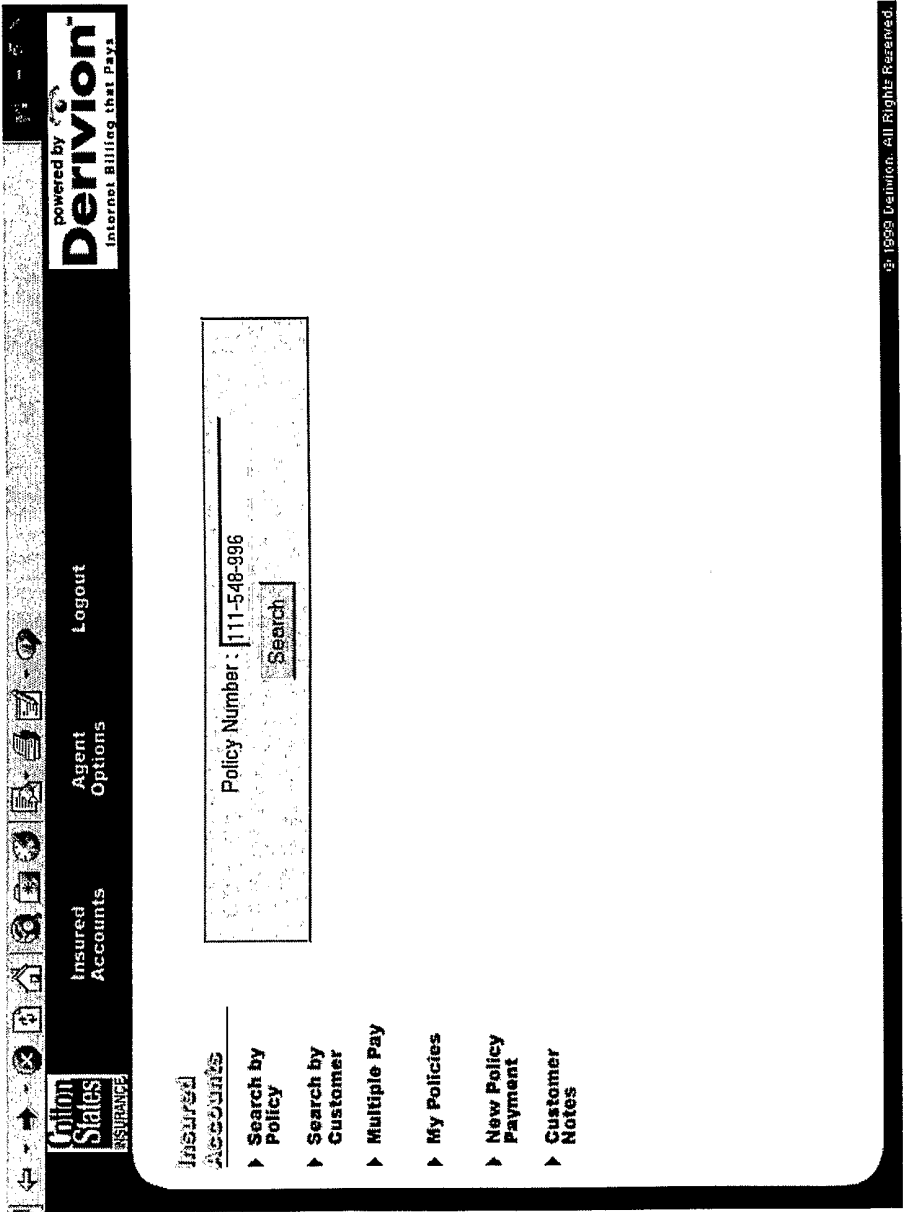 Cotton
States
INSURANCE
Insured
Accounts
Agent
Options
Logout
powered by
Derivion™
Internet Billing that Pays
Insured
Accounts
Search by
Policy
Search by
Customer
Multiple Pay
My Policies
New Policy
Payment
Customer
Notes
Policy Number: 111-548-996
Search
© 1999 Derivion. All Rights Reserved.